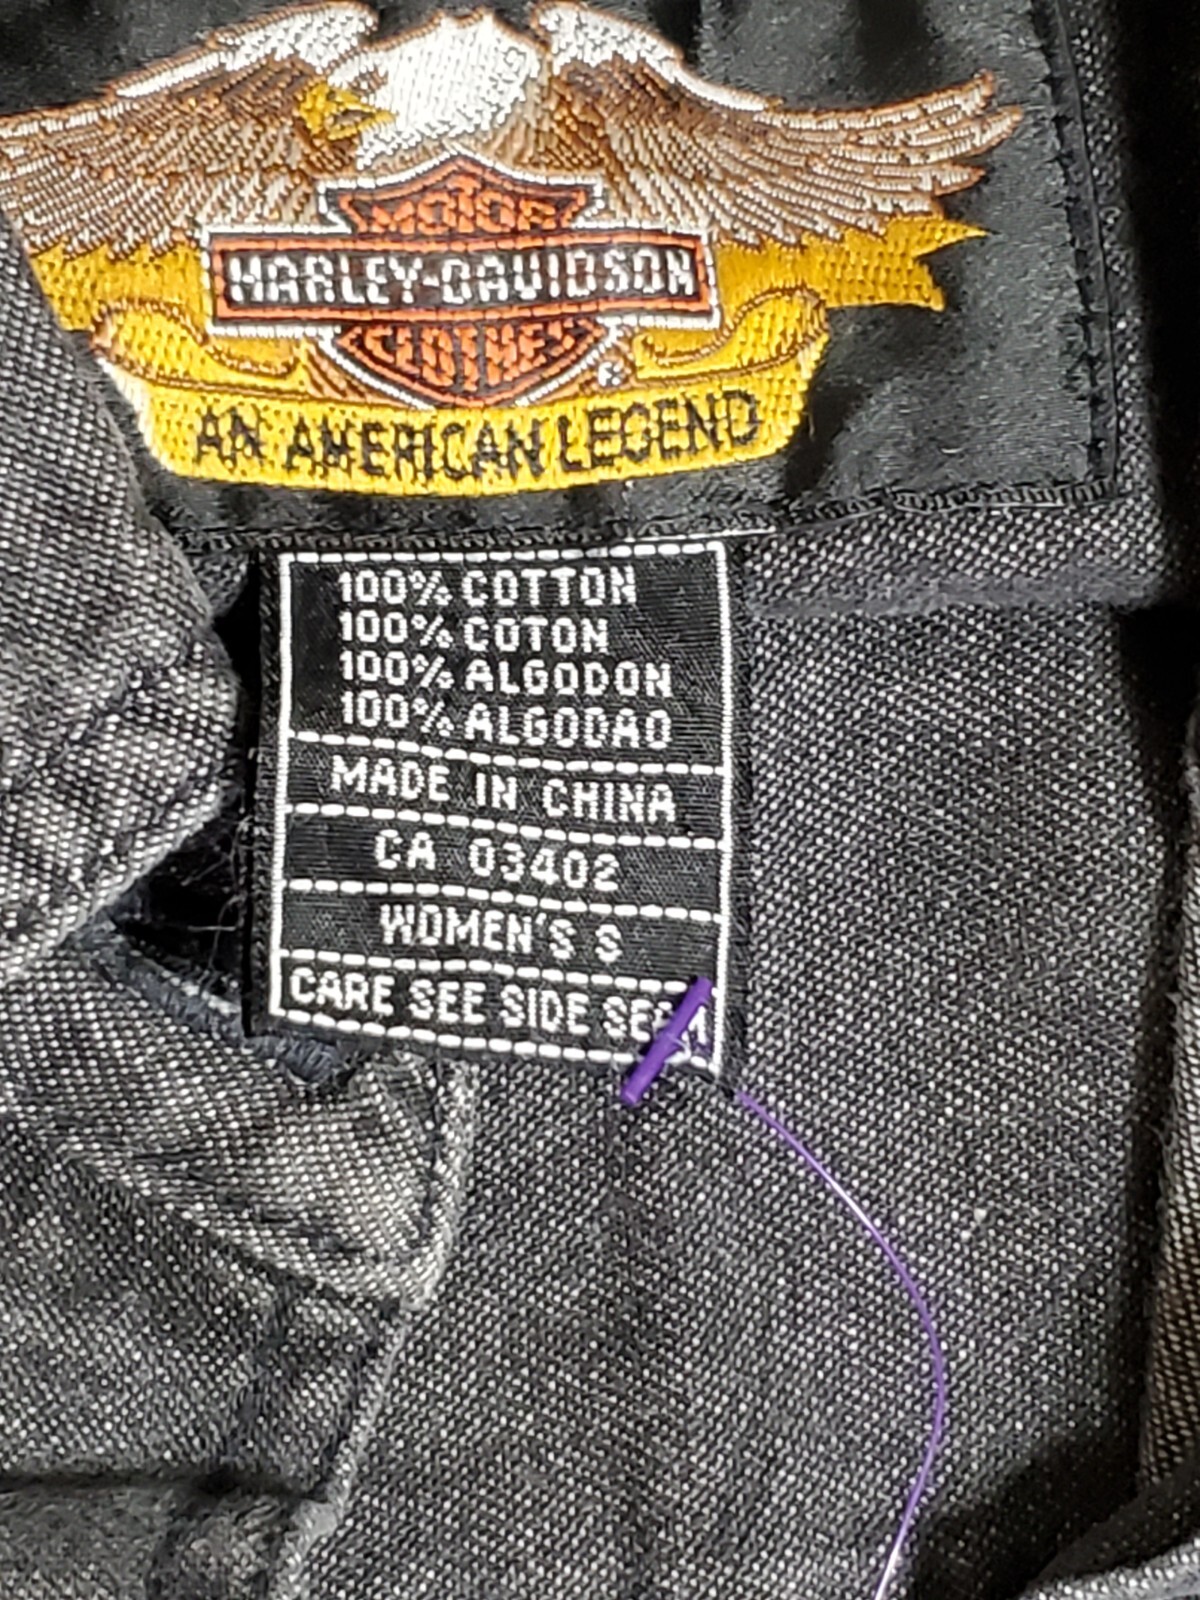 MOTOR
HARLEY-DAVIDSON
CLOTHES
®
AN AMERICAN LEGEND
100% COTTON
100% COTON
100% ALGODON
100% ALGODAO
MADE IN CHINA
CA 03402
WOMEN'S S
CARE SEE SIDE SEAM